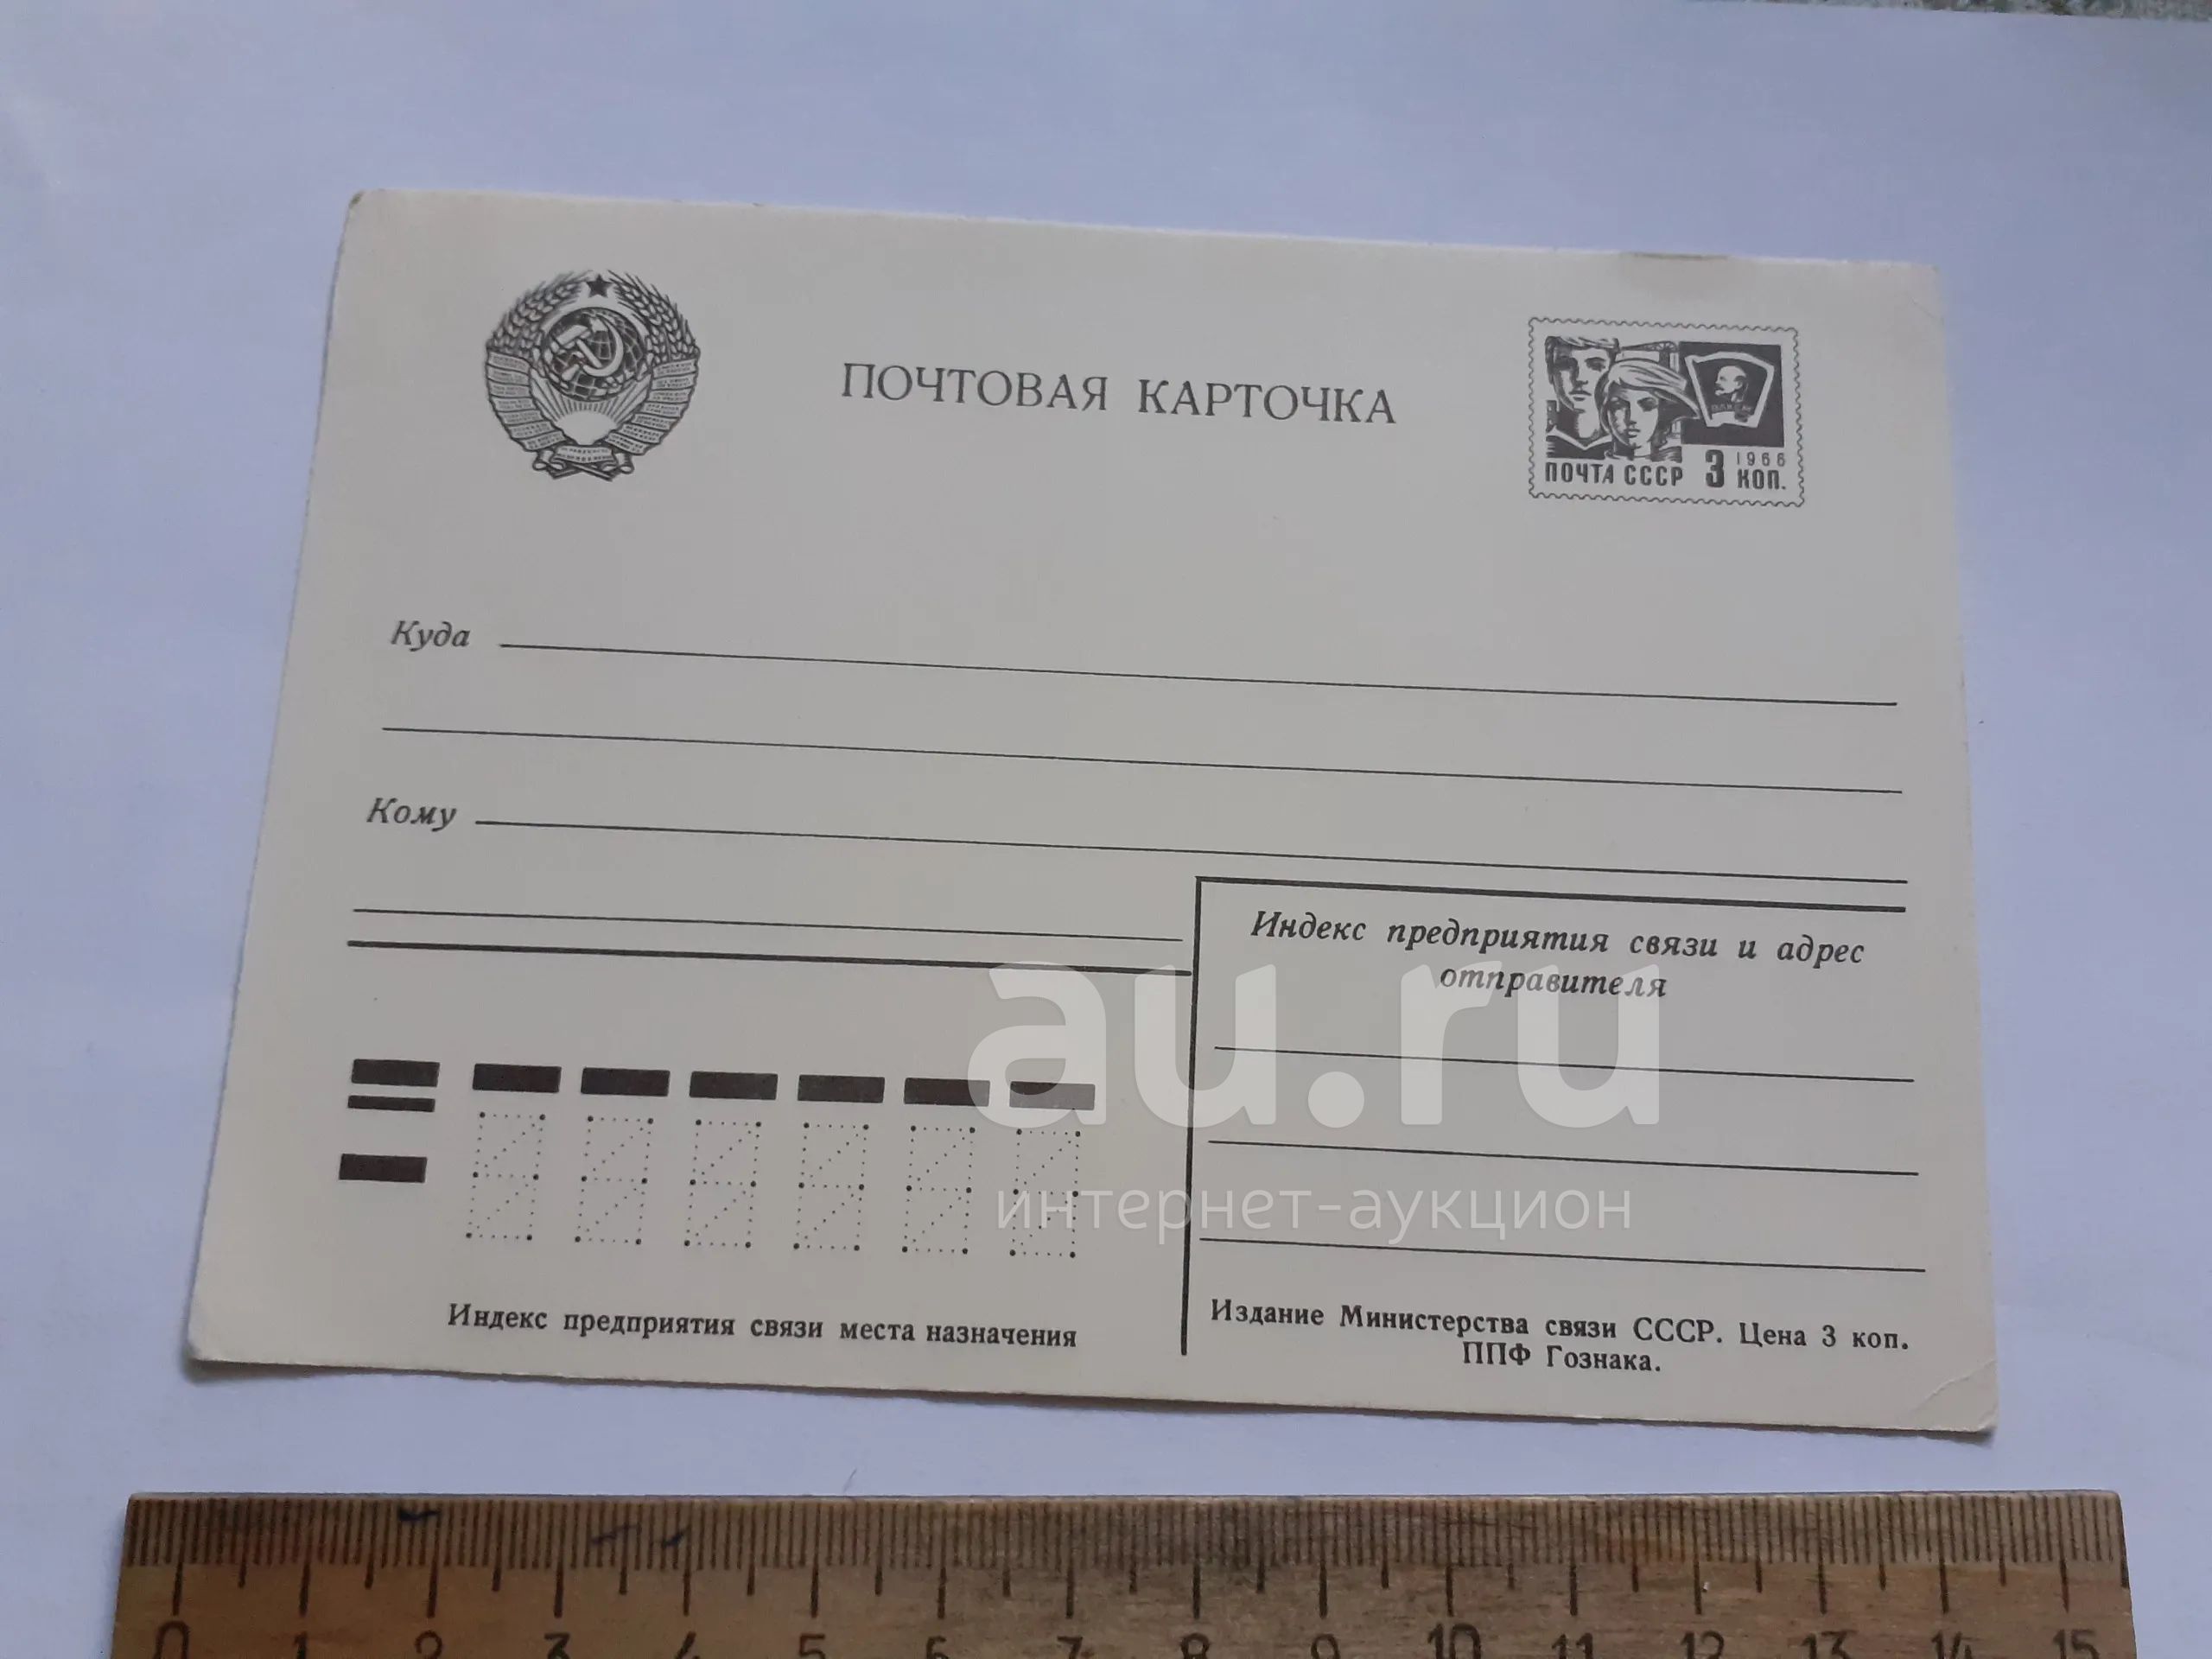 ПОЧТОВАЯ КАРТОЧКА
ПОЧТА СССР 3 1966 КОП.
Куда
Кому
Индекс предприятия связи и адрес
отправителя
au.ru
интернет-аукцион
Индекс предприятия связи места назначения
Издание Министерства связи СССР. Цена 3 коп.
ППФ Гознака.
0 1 2 3 4 5 6 7 8 9 10 11 12 13 14 15